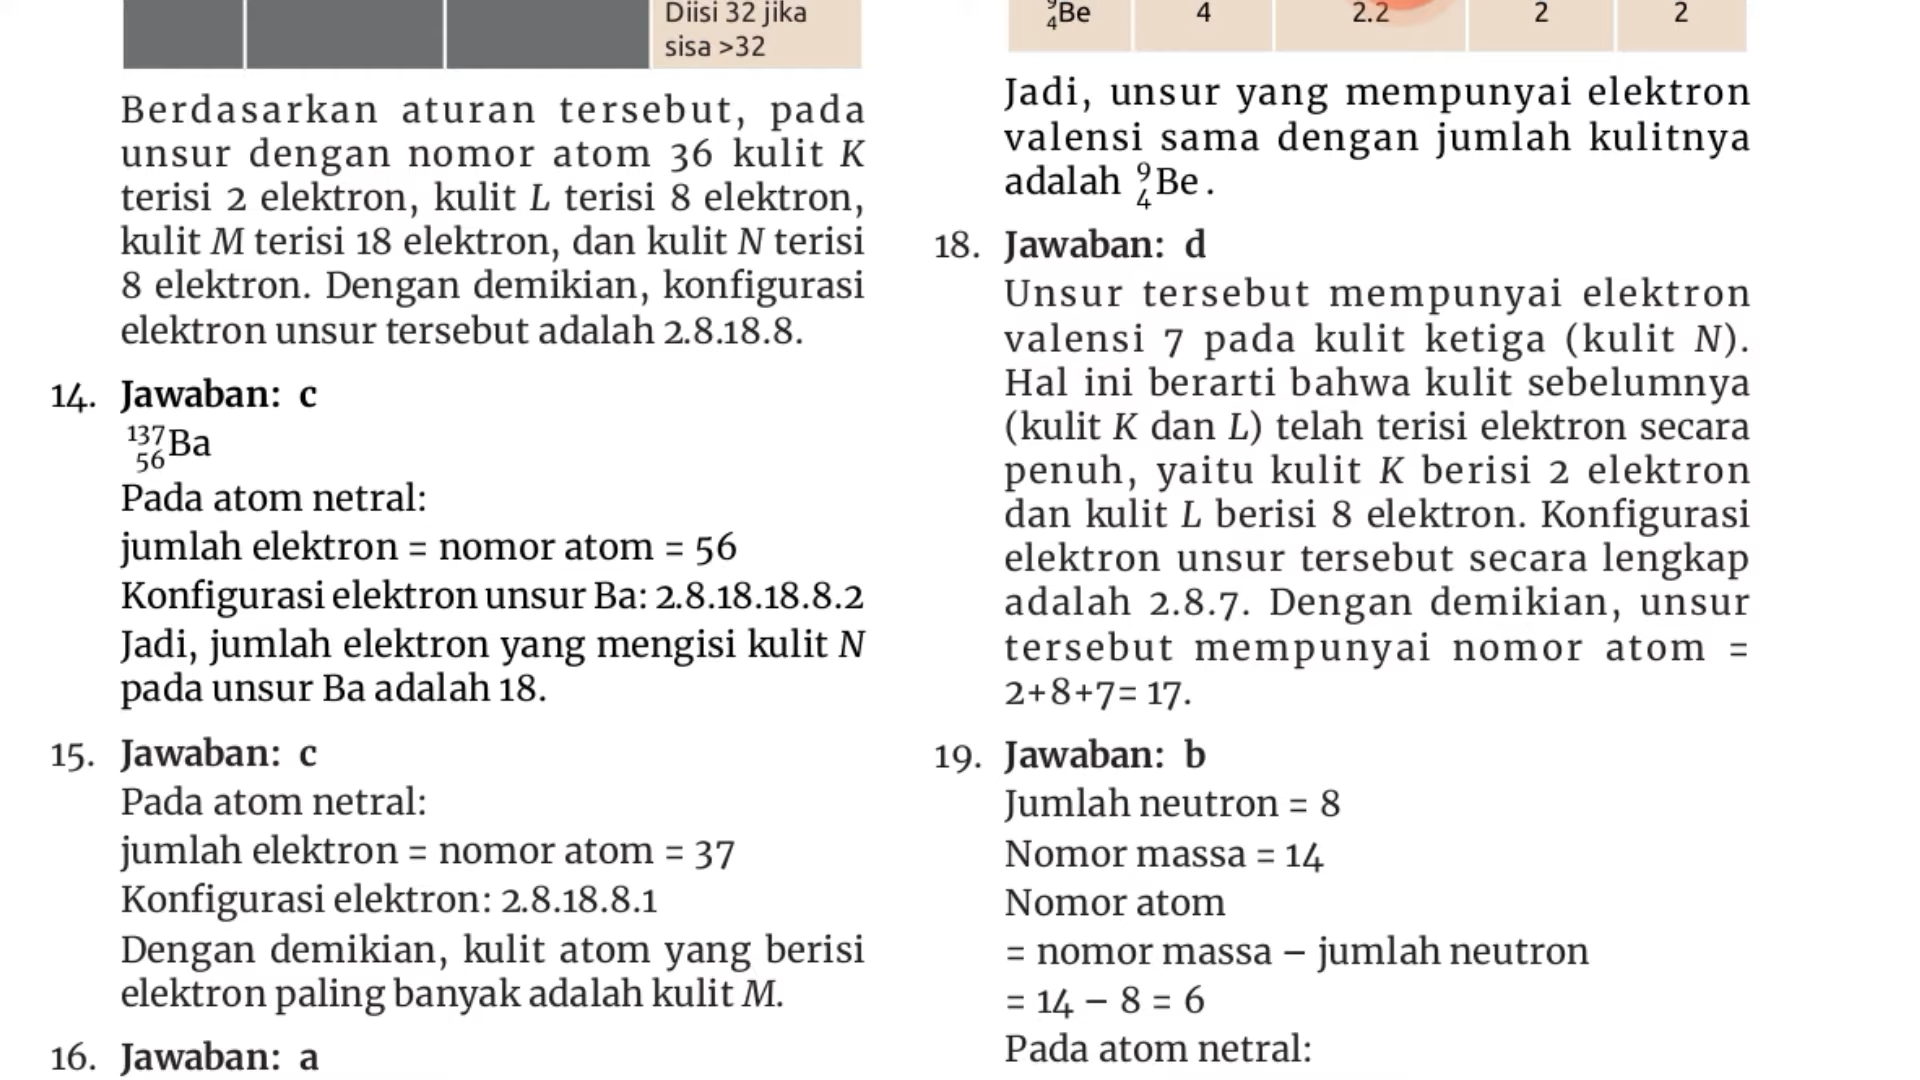 Diisi 32 jika
sisa >32
Berdasarkan aturan tersebut, pada
unsur dengan nomor atom 36 kulit K
terisi 2 elektron, kulit L terisi 8 elektron,
kulit M terisi 18 elektron, dan kulit N terisi
8 elektron. Dengan demikian, konfigurasi
elektron unsur tersebut adalah 2.8.18.8.
14. Jawaban: c
¹³⁷₅₆Ba
Pada atom netral:
jumlah elektron = nomor atom = 56
Konfigurasi elektron unsur Ba: 2.8.18.18.8.2
Jadi, jumlah elektron yang mengisi kulit N
pada unsur Ba adalah 18.
15. Jawaban: c
Pada atom netral:
jumlah elektron = nomor atom = 37
Konfigurasi elektron: 2.8.18.8.1
Dengan demikian, kulit atom yang berisi
elektron paling banyak adalah kulit M.
16. Jawaban: a
⁹₄Be 4 2.2 2 2
Jadi, unsur yang mempunyai elektron
valensi sama dengan jumlah kulitnya
adalah ⁹₄Be.
18. Jawaban: d
Unsur tersebut mempunyai elektron
valensi 7 pada kulit ketiga (kulit N).
Hal ini berarti bahwa kulit sebelumnya
(kulit K dan L) telah terisi elektron secara
penuh, yaitu kulit K berisi 2 elektron
dan kulit L berisi 8 elektron. Konfigurasi
elektron unsur tersebut secara lengkap
adalah 2.8.7. Dengan demikian, unsur
tersebut mempunyai nomor atom =
2+8+7= 17.
19. Jawaban: b
Jumlah neutron = 8
Nomor massa = 14
Nomor atom
= nomor massa – jumlah neutron
= 14 – 8 = 6
Pada atom netral: